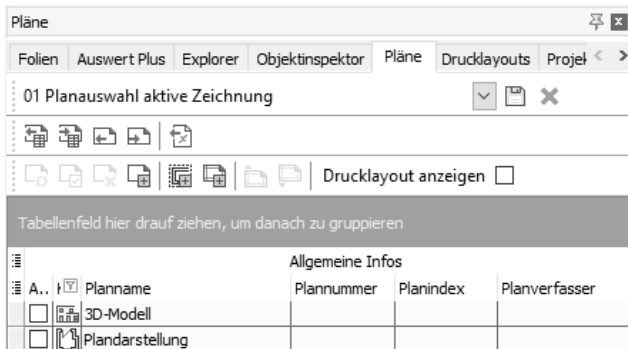 Pläne
Folien Auswert Plus Explorer Objektinspektor Pläne Drucklayouts
01 Planauswahl aktive Zeichnung
Drucklayout anzeigen
Tabellenfeld hier drauf ziehen, um danach zu gruppieren
Allgemeine Infos
A.. Planname Plannummer Planindex Planverfasser
3D-Modell
Plandarstellung